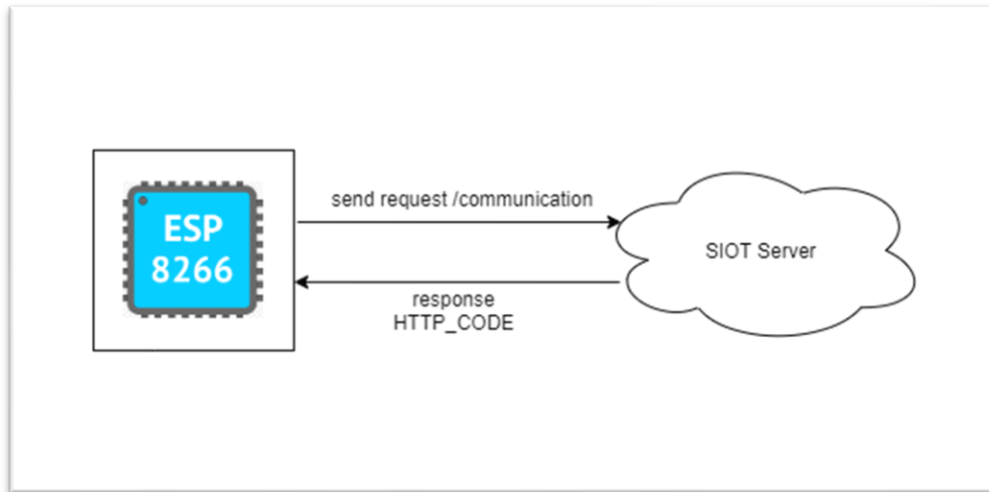 ESP
8266
send request /communication
SIOT Server
response
HTTP_CODE